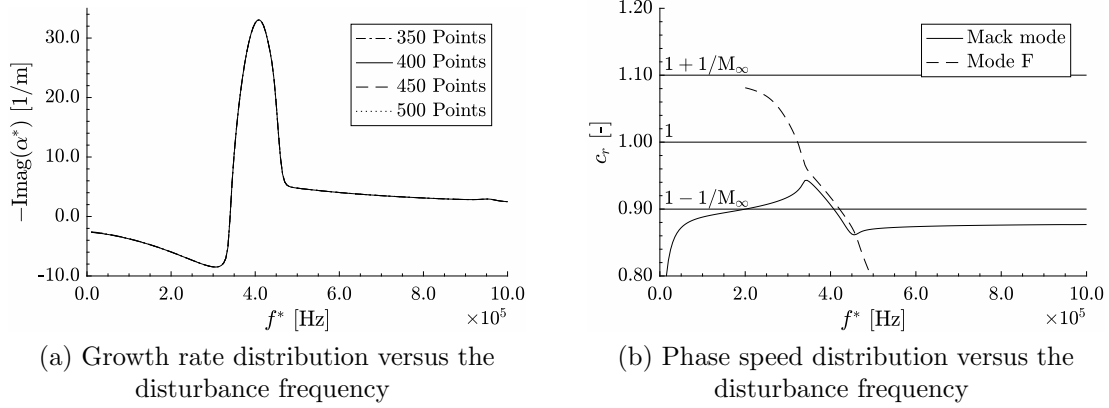 30.0
20.0
10.0
0.0
-10.0
−Imag(α*) [1/m]
350 Points
400 Points
450 Points
500 Points
0.0 2.0 4.0 6.0 8.0 10.0
f* [Hz]
×10⁵
(a) Growth rate distribution versus the
disturbance frequency
1.20
1.10
1.00
0.90
0.80
c_r [-]
Mack mode
Mode F
1 + 1/M_∞
1
1 − 1/M_∞
0.0 2.0 4.0 6.0 8.0 10.0
f* [Hz]
×10⁵
(b) Phase speed distribution versus the
disturbance frequency